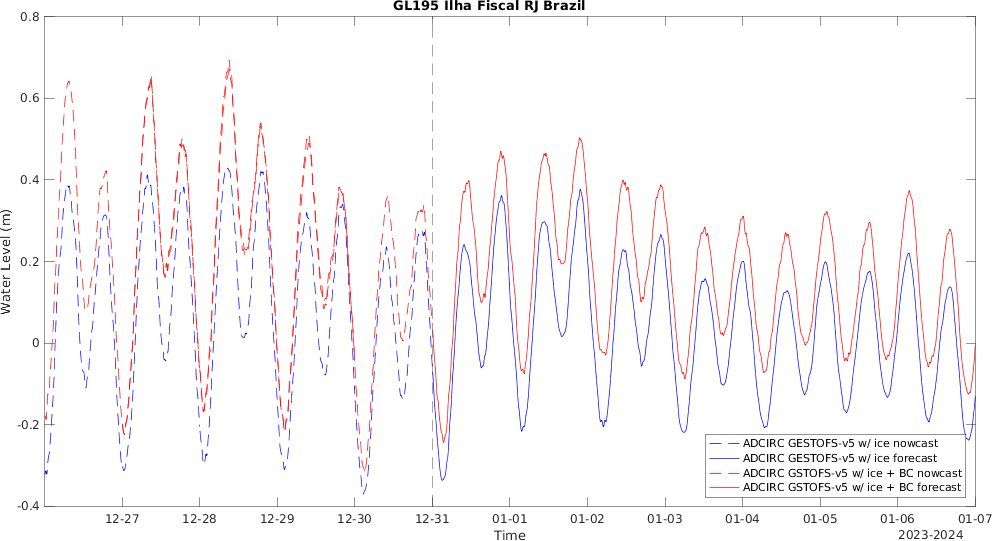 GL195 Ilha Fiscal RJ Brazil
0.8
0.6
0.4
0.2
0
-0.2
-0.4
Water Level (m)
ADCIRC GESTOFS-v5 w/ ice nowcast
ADCIRC GESTOFS-v5 w/ ice forecast
ADCIRC GSTOFS-v5 w/ ice + BC nowcast
ADCIRC GSTOFS-v5 w/ ice + BC forecast
12-27 12-28 12-29 12-30 12-31 01-01 01-02 01-03 01-04 01-05 01-06 01-07
Time
2023-2024